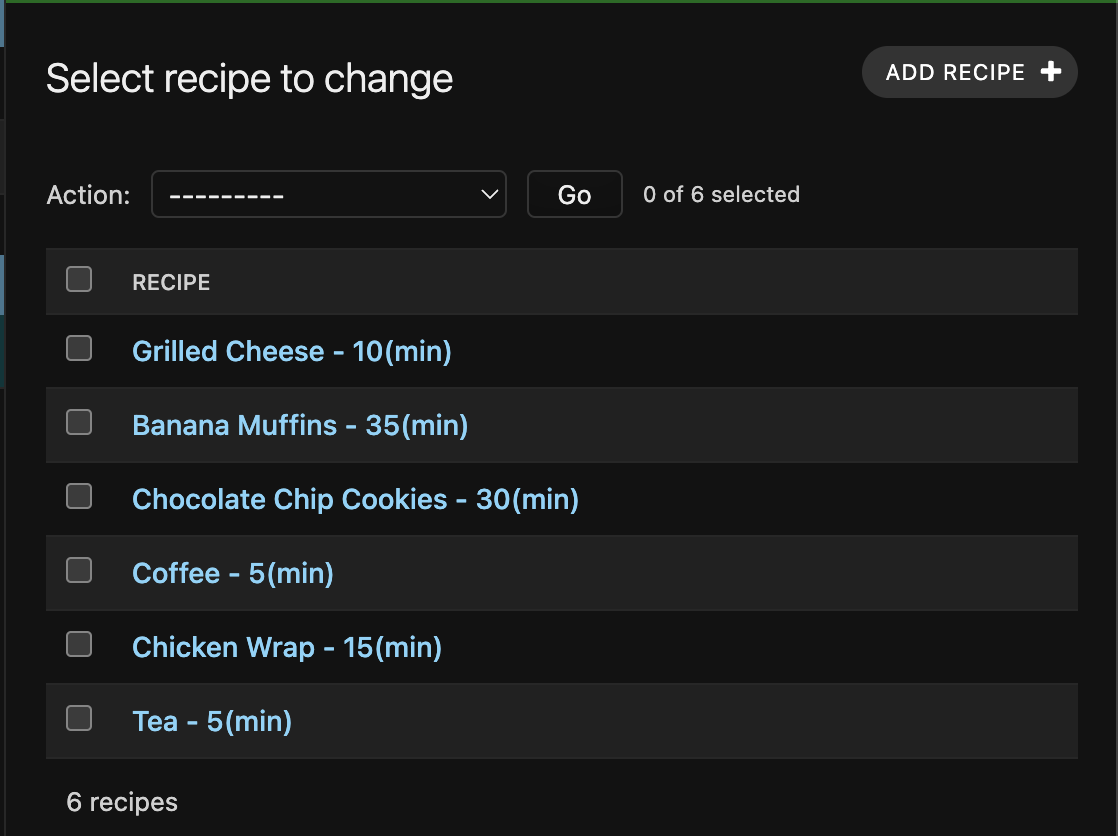 Select recipe to change
ADD RECIPE +
Action: --------- Go 0 of 6 selected
RECIPE
Grilled Cheese - 10(min)
Banana Muffins - 35(min)
Chocolate Chip Cookies - 30(min)
Coffee - 5(min)
Chicken Wrap - 15(min)
Tea - 5(min)
6 recipes